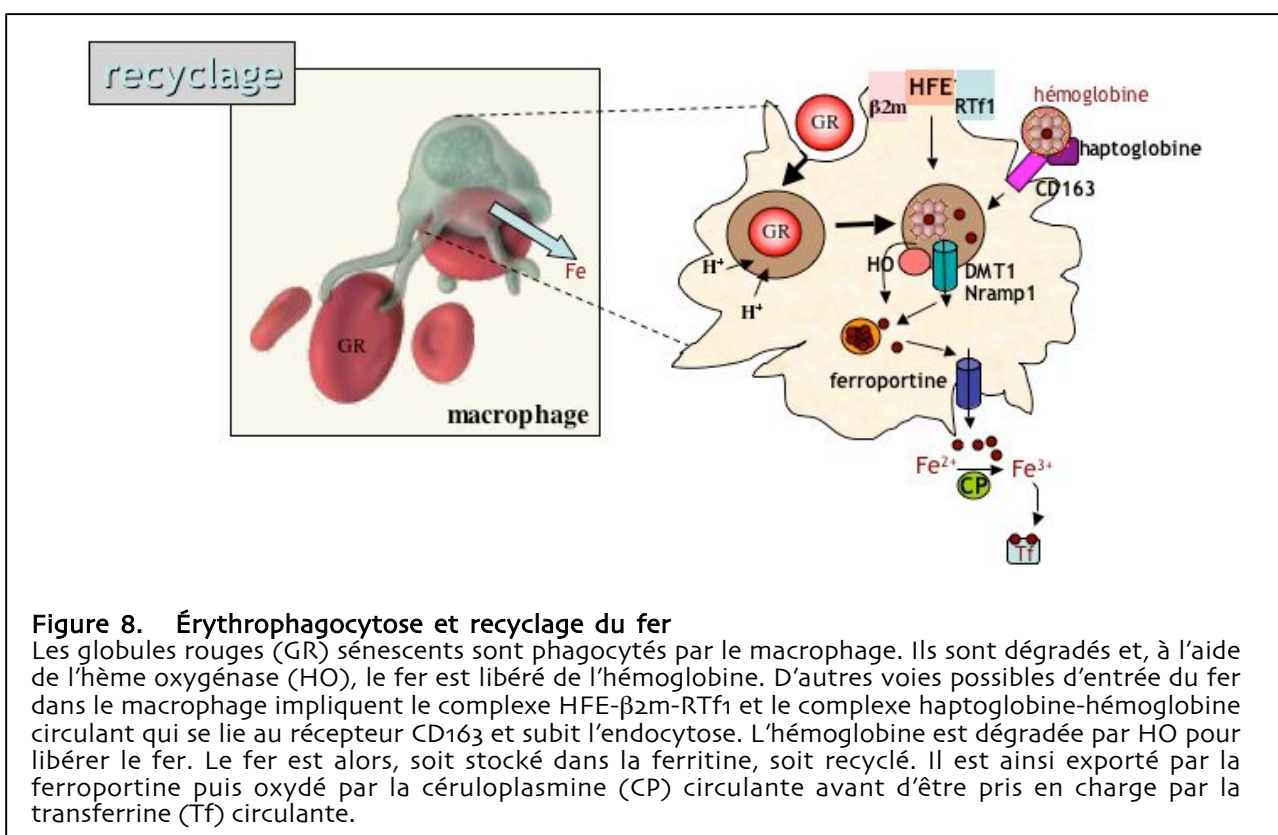 recyclage
GR
Fe
macrophage
β2m
HFE
RTf1
hémoglobine
GR
haptoglobine
CD163
GR
H⁺
H⁺
HO
DMT1
Nramp1
ferroportine
Fe²⁺
Fe³⁺
CP
Tf
Figure 8. Érythrophagocytose et recyclage du fer
Les globules rouges (GR) sénescents sont phagocytés par le macrophage. Ils sont dégradés et, à l’aide
de l’hème oxygénase (HO), le fer est libéré de l’hémoglobine. D’autres voies possibles d’entrée du fer
dans le macrophage impliquent le complexe HFE-β2m-RTf1 et le complexe haptoglobine-hémoglobine
circulant qui se lie au récepteur CD163 et subit l’endocytose. L’hémoglobine est dégradée par HO pour
libérer le fer. Le fer est alors, soit stocké dans la ferritine, soit recyclé. Il est ainsi exporté par la
ferroportine puis oxydé par la céruloplasmine (CP) circulante avant d’être pris en charge par la
transferrine (Tf) circulante.